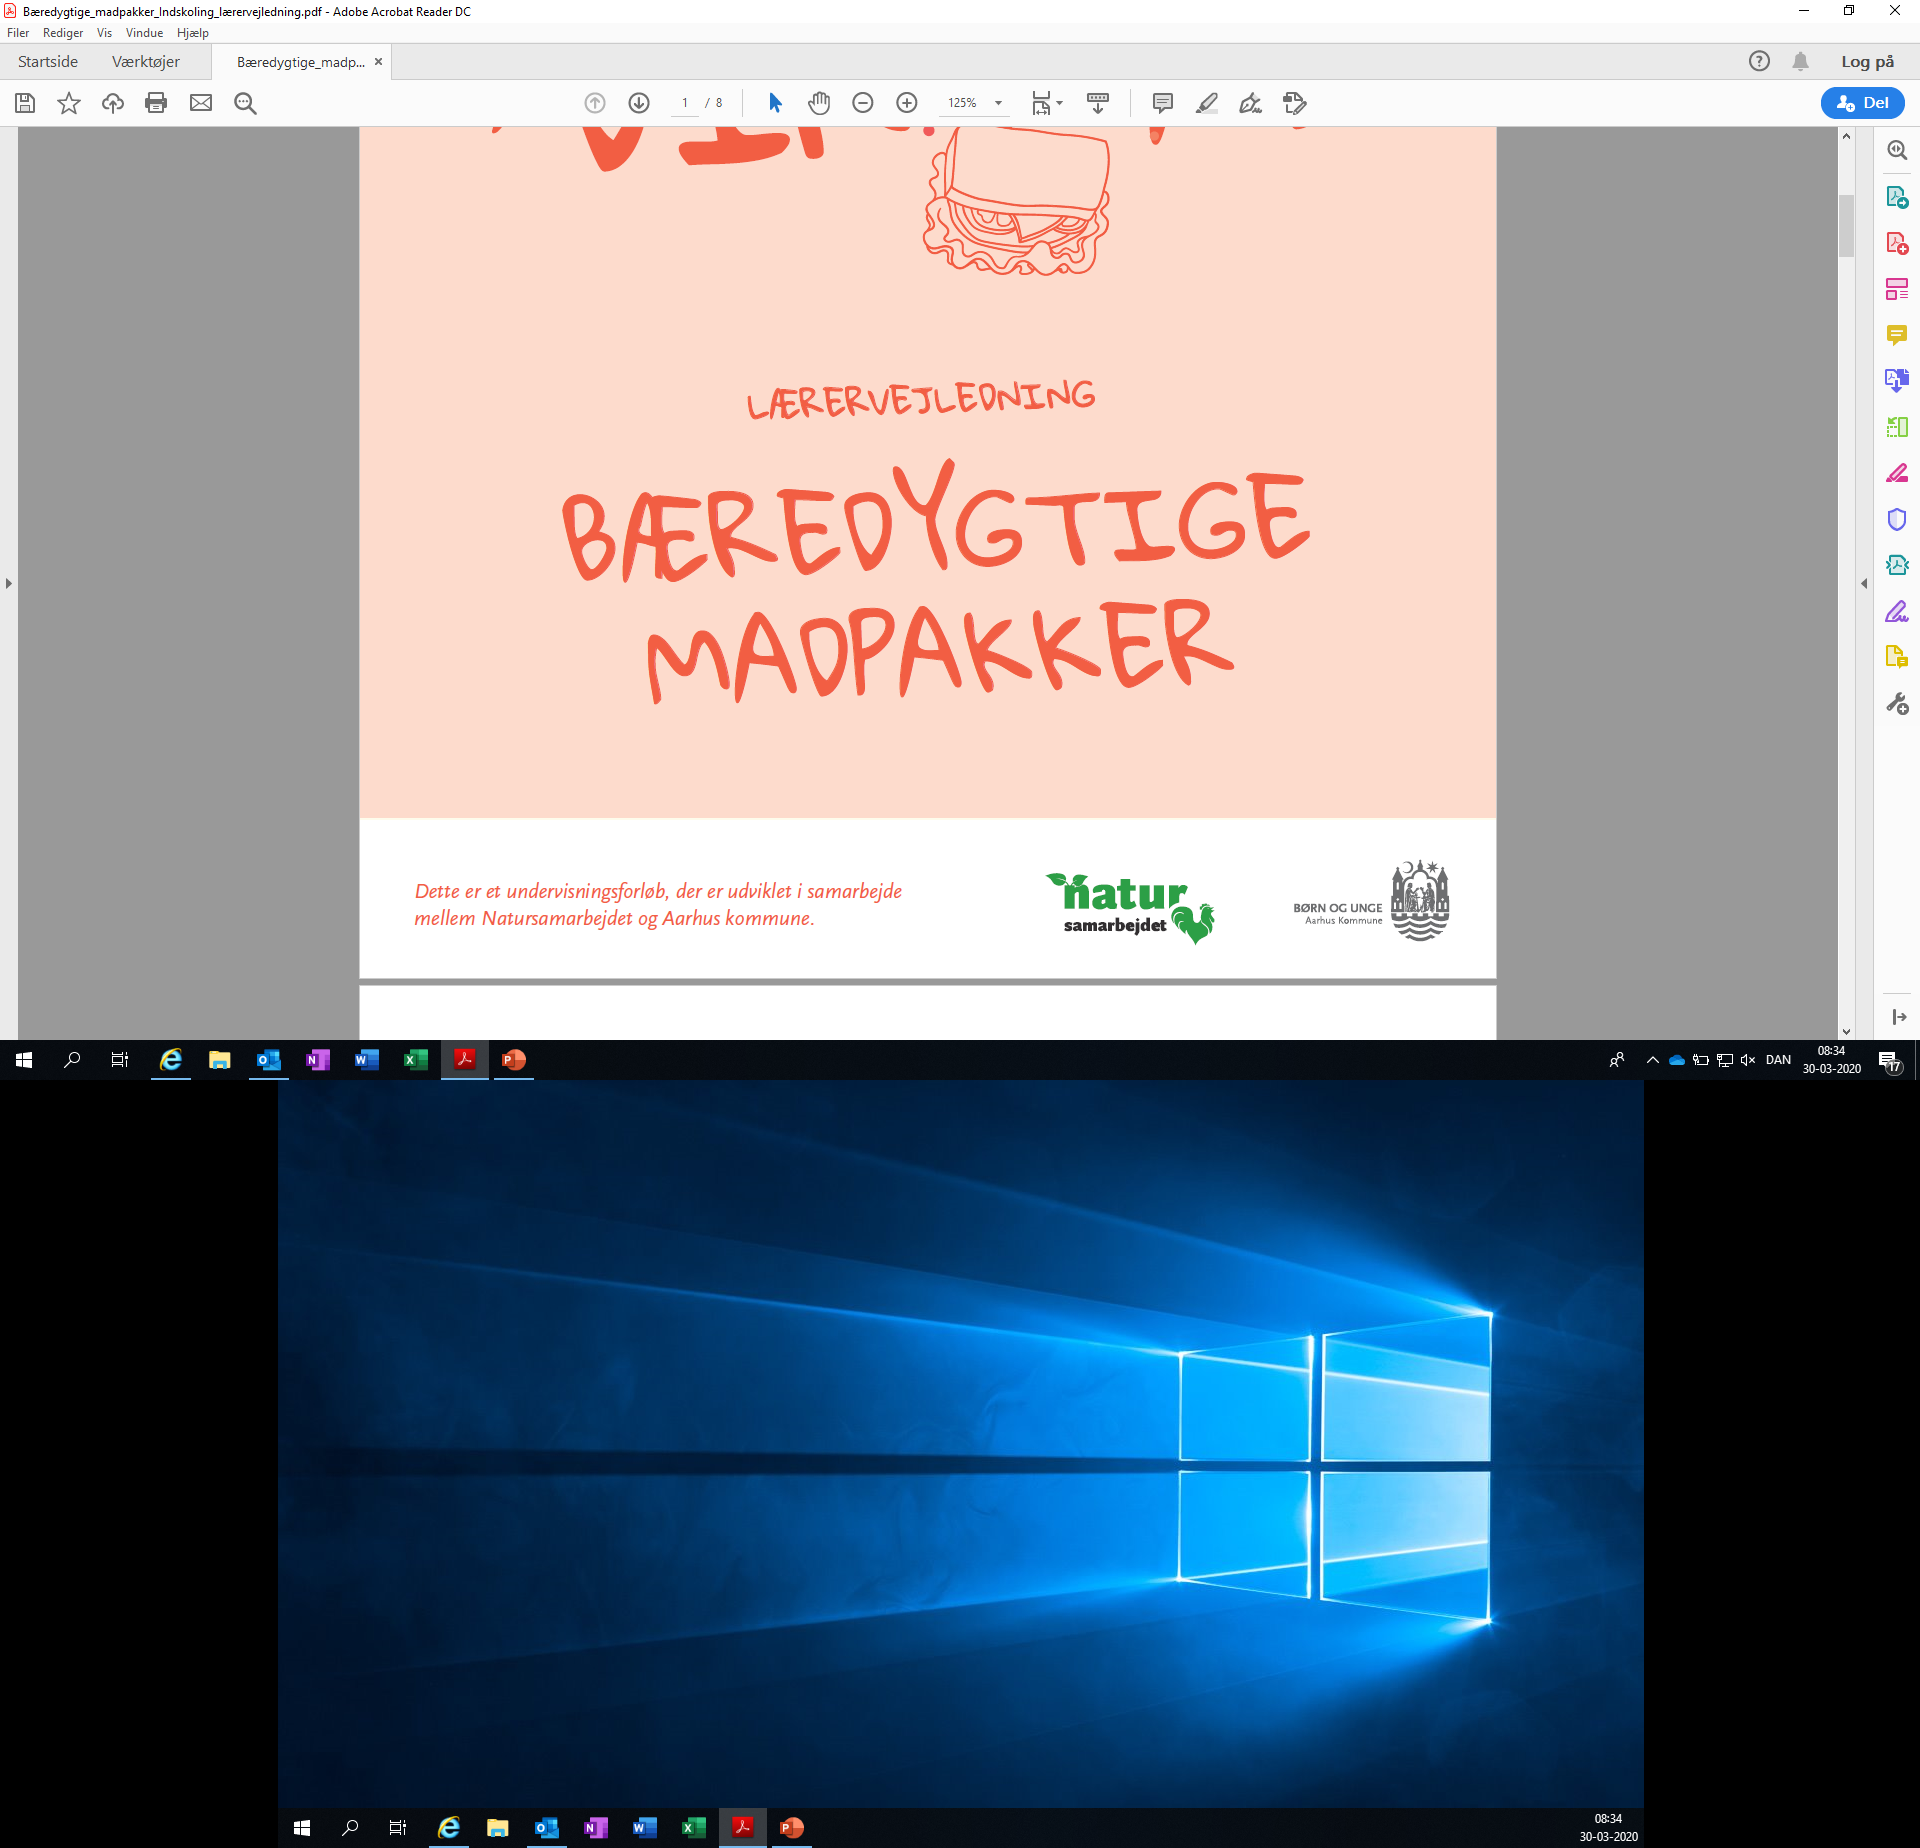 Bæredygtige_madpakker_Indskoling_lærervejledning.pdf - Adobe Acrobat Reader DC
Filer Rediger Vis Vindue Hjælp
Startside Værktøjer Bæredygtige_madp... × Log på
1 / 8 125% Del
LÆRERVEJLEDNING
BÆREDYGTIGE
MADPAKKER
Dette er et undervisningsforløb, der er udviklet i samarbejde
mellem Natursamarbejdet og Aarhus kommune.
natur
samarbejdet
BØRN OG UNGE
Aarhus Kommune
DAN
08:34
30-03-2020
17
08:34
30-03-2020